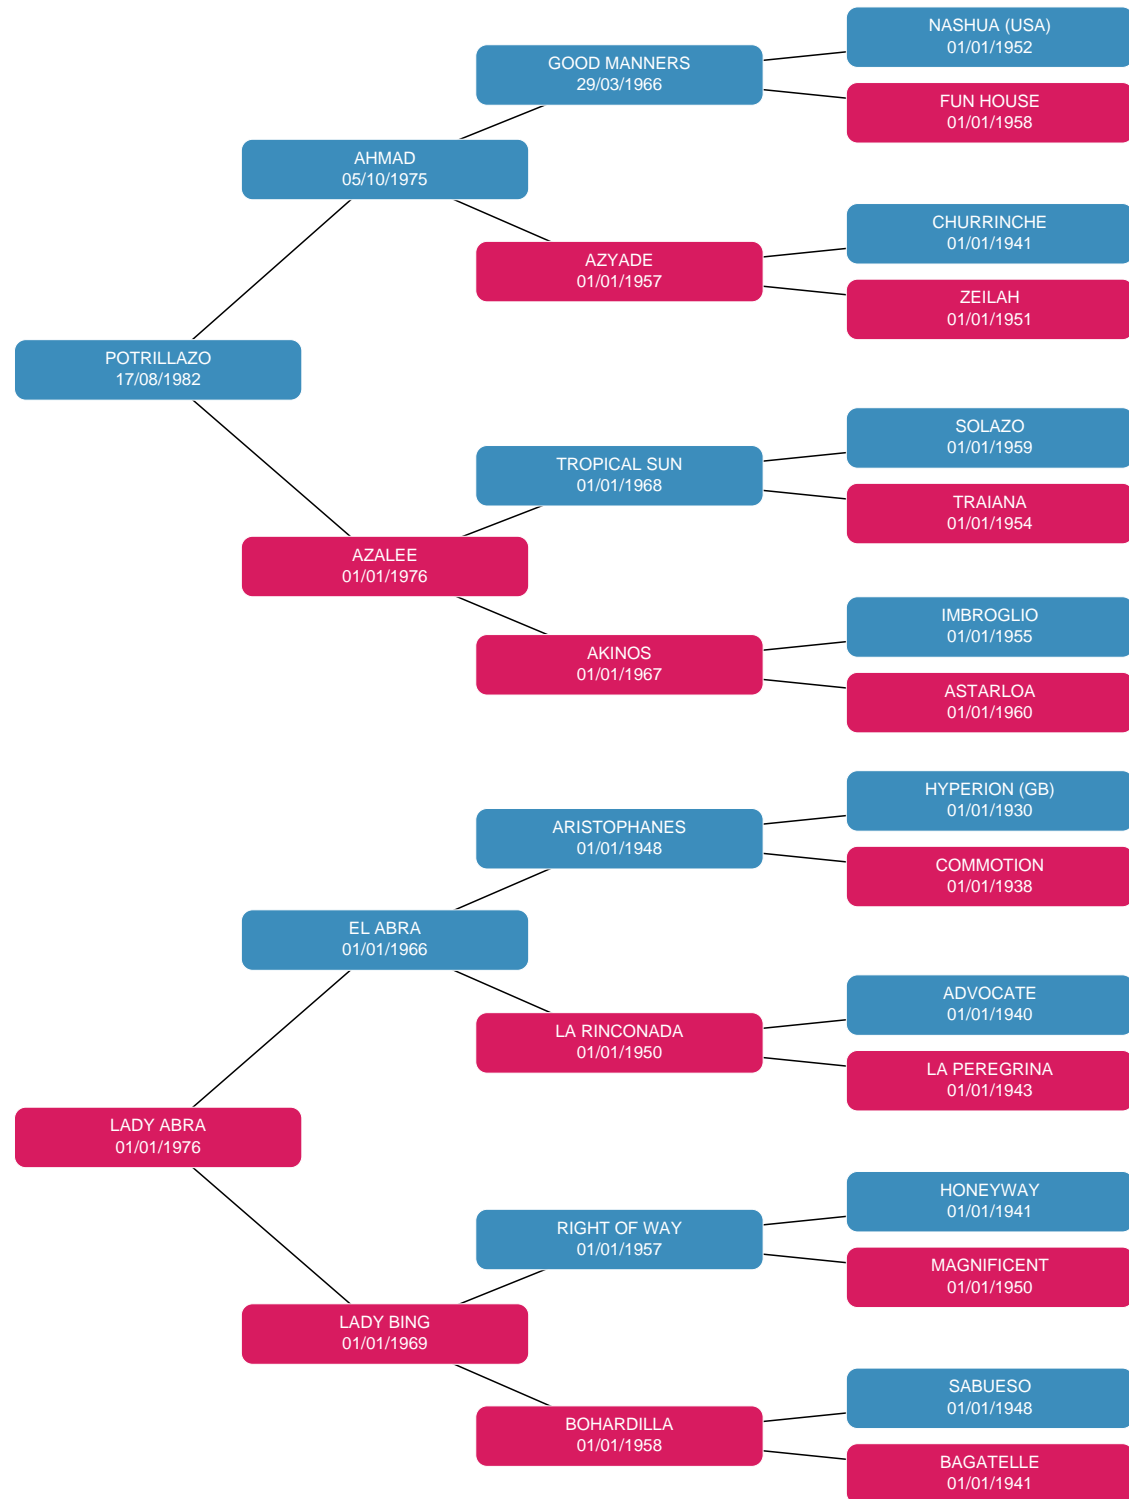 NASHUA (USA)
01/01/1952
GOOD MANNERS
29/03/1966
FUN HOUSE
01/01/1958
AHMAD
05/10/1975
CHURRINCHE
01/01/1941
AZYADE
01/01/1957
ZEILAH
01/01/1951
POTRILLAZO
17/08/1982
SOLAZO
01/01/1959
TROPICAL SUN
01/01/1968
TRAIANA
01/01/1954
AZALEE
01/01/1976
IMBROGLIO
01/01/1955
AKINOS
01/01/1967
ASTARLOA
01/01/1960
HYPERION (GB)
01/01/1930
ARISTOPHANES
01/01/1948
COMMOTION
01/01/1938
EL ABRA
01/01/1966
ADVOCATE
01/01/1940
LA RINCONADA
01/01/1950
LA PEREGRINA
01/01/1943
LADY ABRA
01/01/1976
HONEYWAY
01/01/1941
RIGHT OF WAY
01/01/1957
MAGNIFICENT
01/01/1950
LADY BING
01/01/1969
SABUESO
01/01/1948
BOHARDILLA
01/01/1958
BAGATELLE
01/01/1941